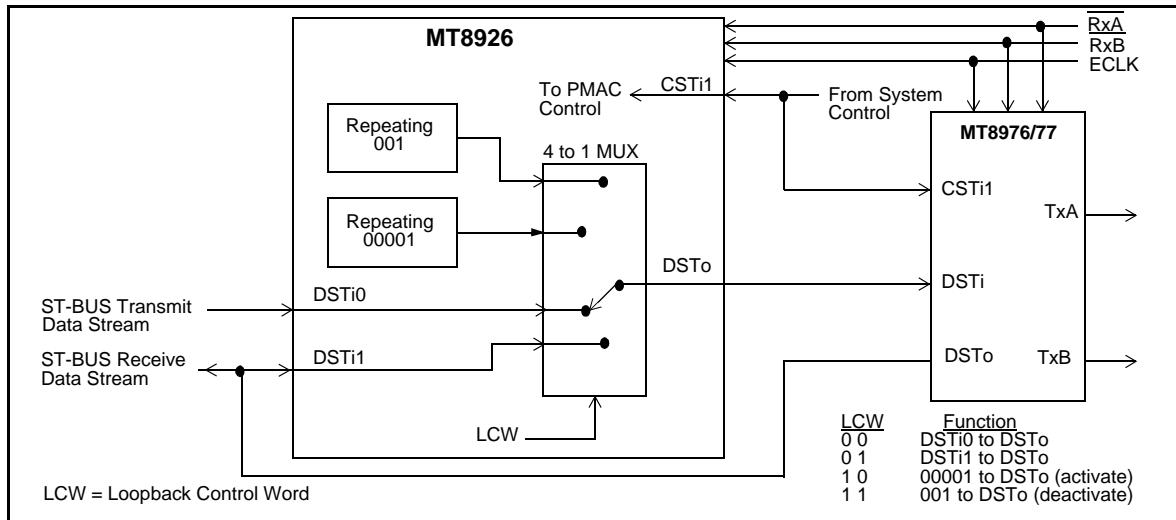 MT8926
RxA
RxB
ECLK
To PMAC
Control
CSTi1
From System
Control
MT8976/77
Repeating
001
4 to 1 MUX
CSTi1
TxA
Repeating
00001
DSTo
DSTi
ST-BUS Transmit
Data Stream
DSTi0
ST-BUS Receive
Data Stream
DSTi1
DSTo
TxB
LCW
LCW Function
0 0 DSTi0 to DSTo
0 1 DSTi1 to DSTo
1 0 00001 to DSTo (activate)
1 1 001 to DSTo (deactivate)
LCW = Loopback Control Word